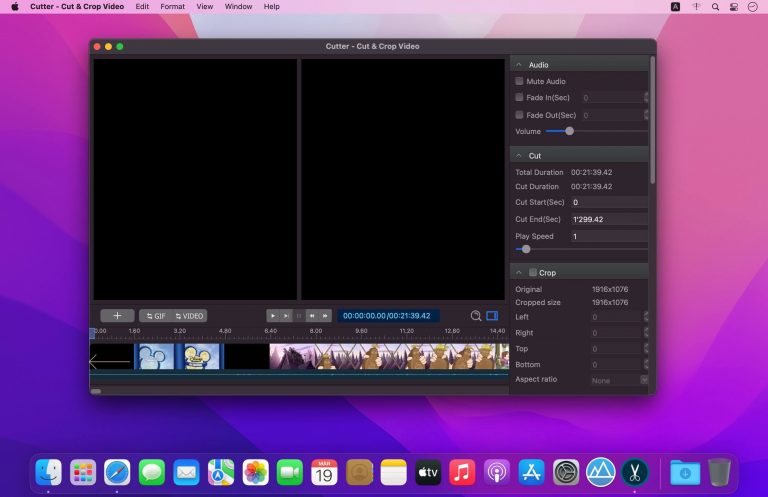 Cutter - Cut & Crop Video Edit Format View Window Help A
Cutter - Cut & Crop Video
Audio
Mute Audio
Fade In(Sec) 0
Fade Out(Sec) 0
Volume
Cut
Total Duration 00:21:39.42
Cut Duration 00:21:39.42
Cut Start(Sec) 0
Cut End(Sec) 1'299.42
Play Speed 1
Crop
Original 1916x1076
Cropped size 1916x1076
Left 0
Right 0
Top 0
Bottom 0
Aspect ratio None
GIF VIDEO 00:00:00.00/00:21:39.42
0.00 1.60 3.20 4.80 6.40 8.00 9.60 11,20 12,80 14,40
MAR
19
tv